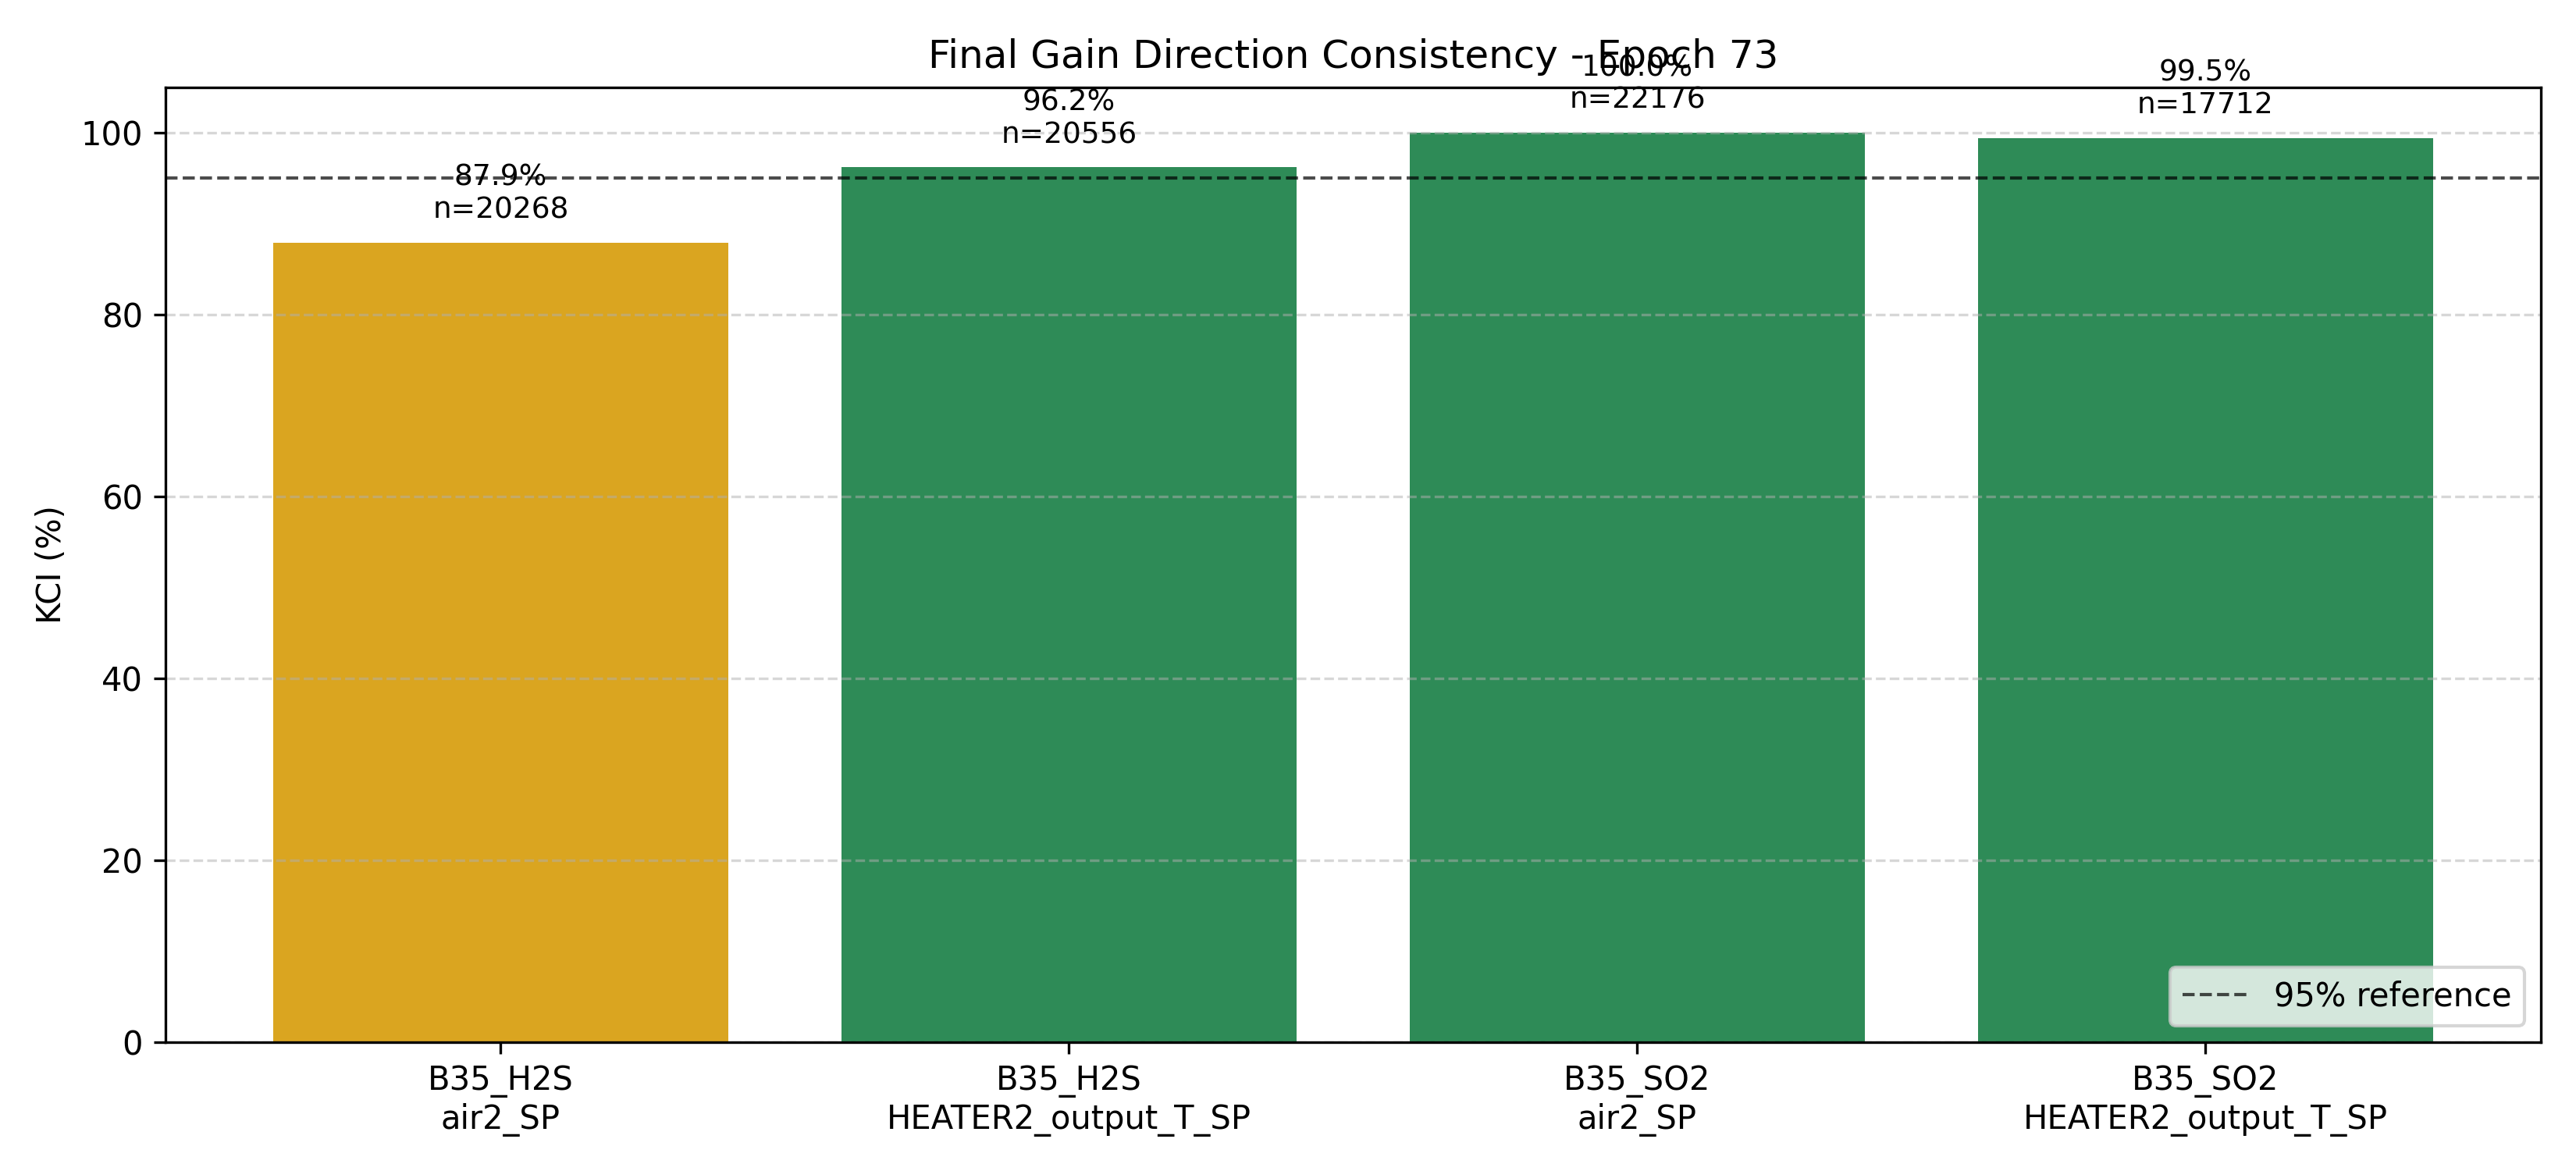 Final Gain Direction Consistency - Epoch 73
100.0%
n=22176
99.5%
n=17712
96.2%
n=20556
87.9%
n=20268
100
80
60
40
20
0
KCI (%)
95% reference
B35_H2S
air2_SP
B35_H2S
HEATER2_output_T_SP
B35_SO2
air2_SP
B35_SO2
HEATER2_output_T_SP